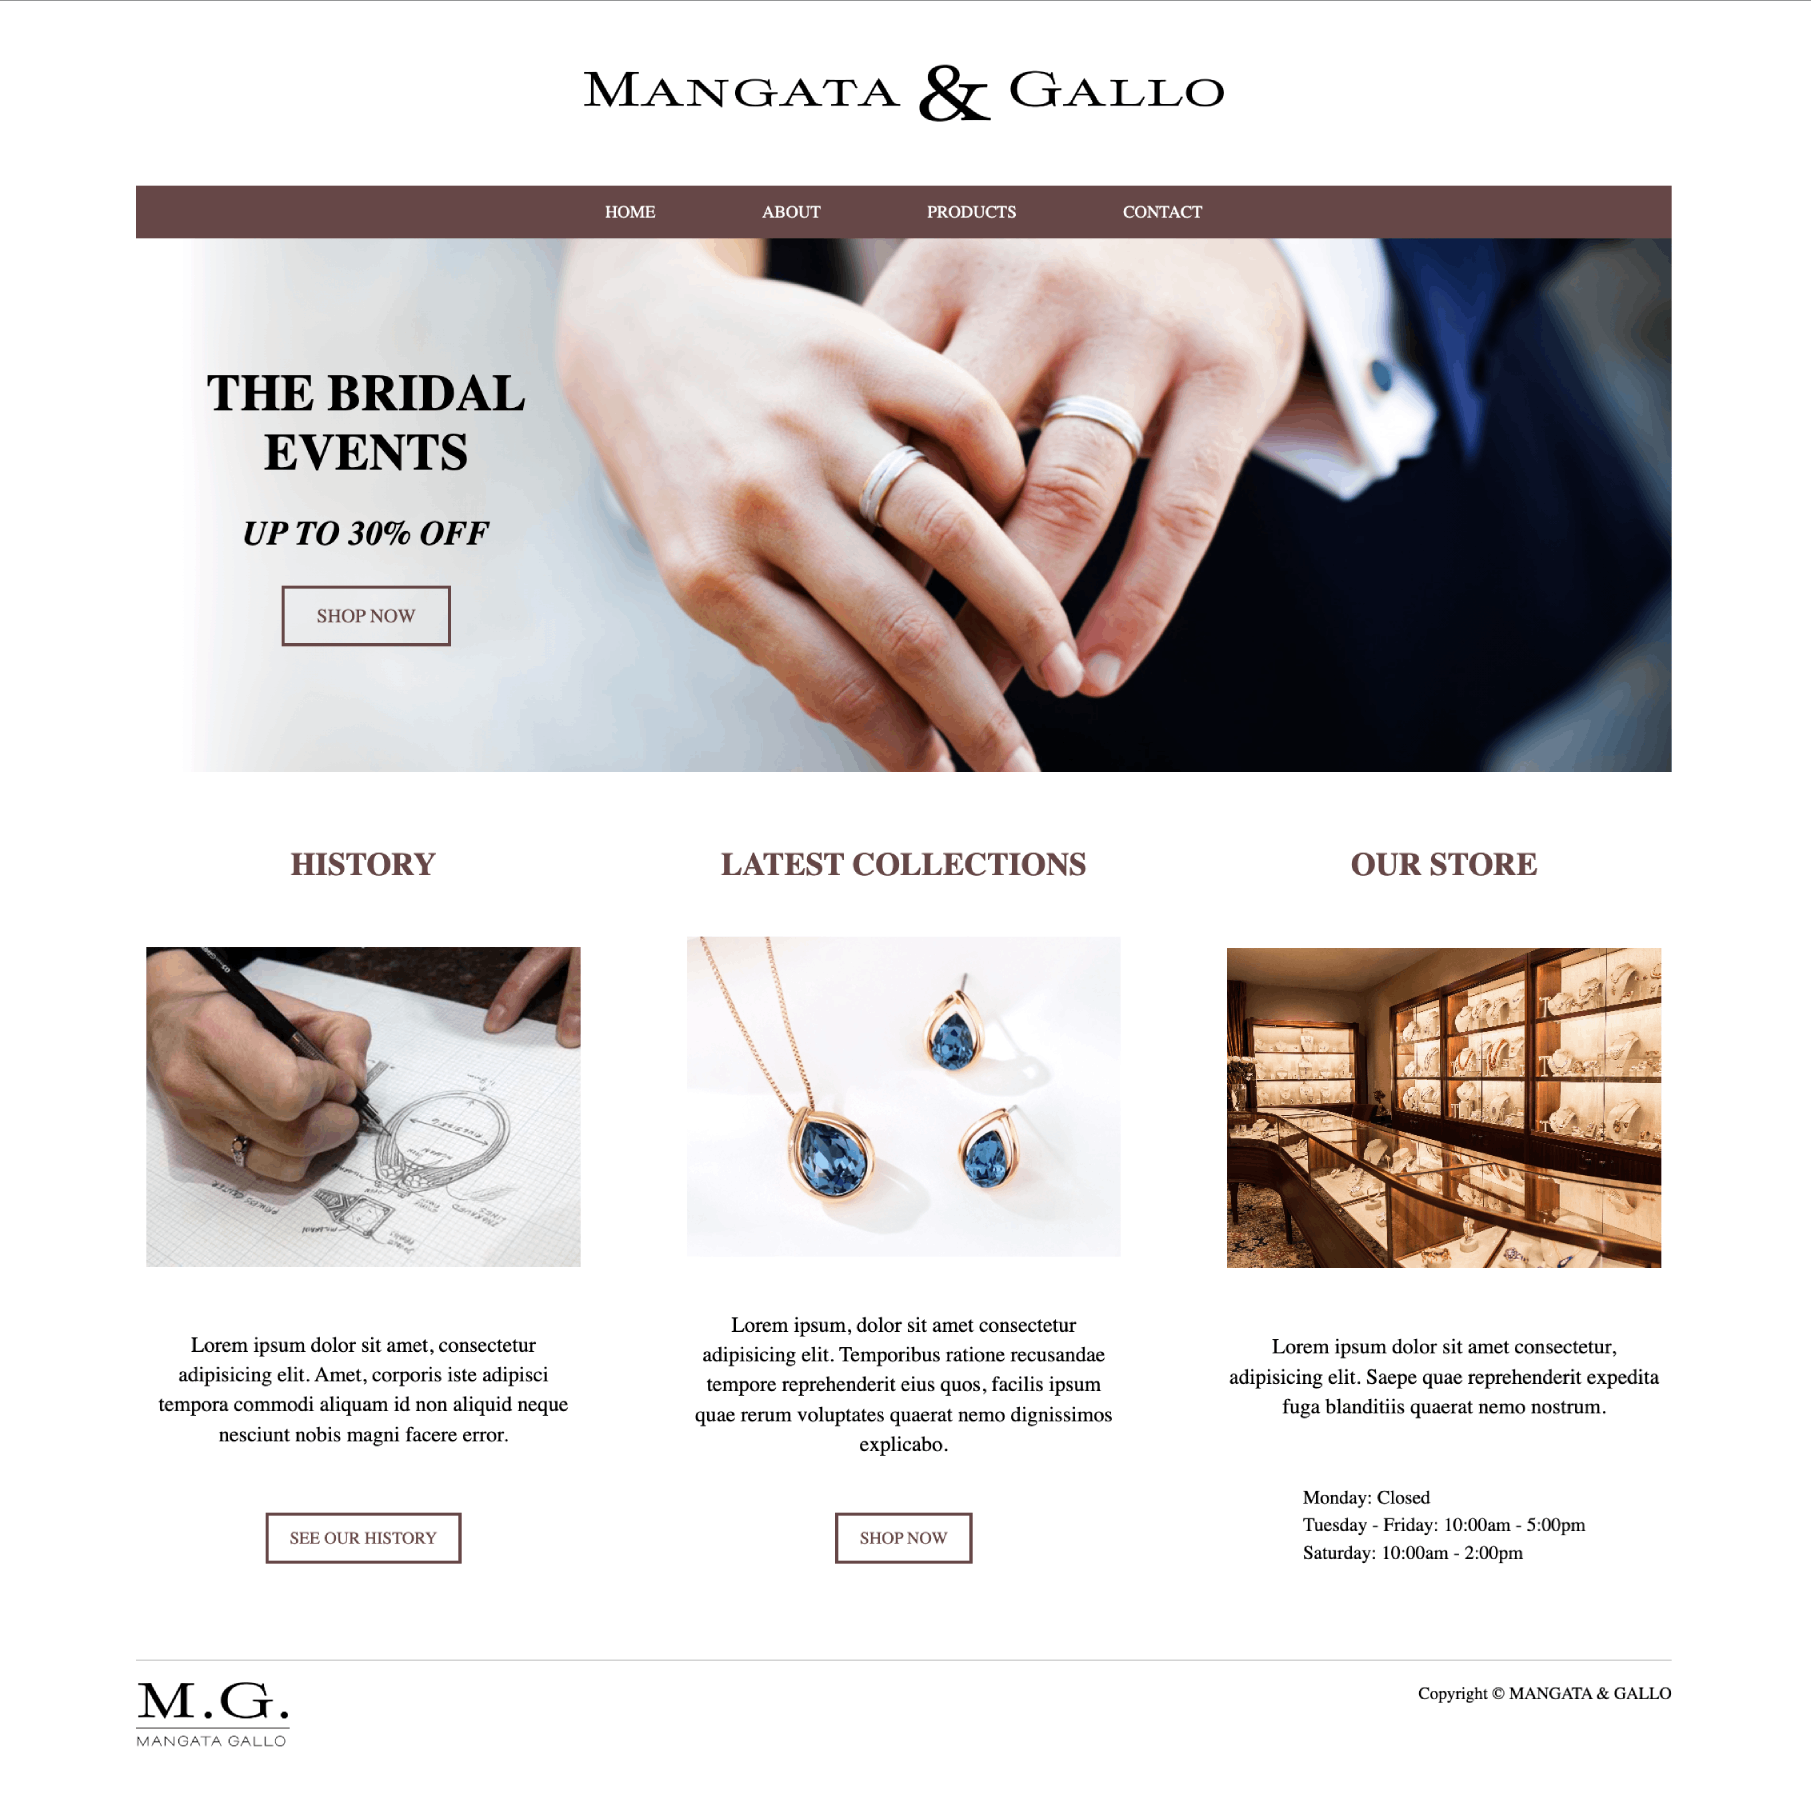 MANGATA & GALLO
HOME ABOUT PRODUCTS CONTACT
THE BRIDAL
EVENTS
UP TO 30% OFF
SHOP NOW
HISTORY
Lorem ipsum dolor sit amet, consectetur
adipisicing elit. Amet, corporis iste adipisci
tempora commodi aliquam id non aliquid neque
nesciunt nobis magni facere error.
SEE OUR HISTORY
LATEST COLLECTIONS
Lorem ipsum, dolor sit amet consectetur
adipisicing elit. Temporibus ratione recusandae
tempore reprehenderit eius quos, facilis ipsum
quae rerum voluptates quaerat nemo dignissimos
explicabo.
SHOP NOW
OUR STORE
Lorem ipsum dolor sit amet consectetur,
adipisicing elit. Saepe quae reprehenderit expedita
fuga blanditiis quaerat nemo nostrum.
Monday: Closed
Tuesday - Friday: 10:00am - 5:00pm
Saturday: 10:00am - 2:00pm
M.G.
MANGATA GALLO
Copyright © MANGATA & GALLO